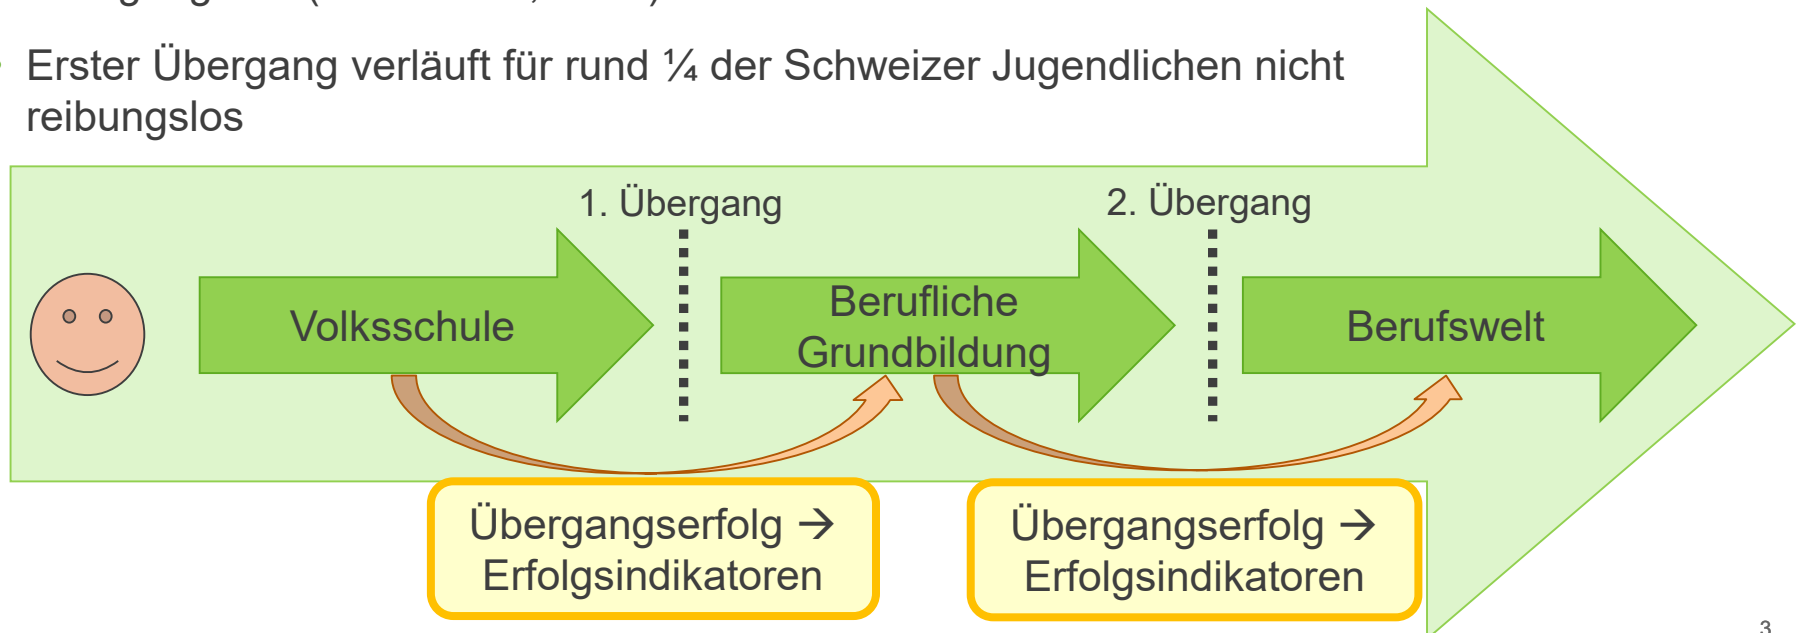 Erster Übergang verläuft für rund ¼ der Schweizer Jugendlichen nicht
reibungslos
1. Übergang
2. Übergang
Volksschule
Berufliche
Grundbildung
Berufswelt
Übergangserfolg →
Erfolgsindikatoren
Übergangserfolg →
Erfolgsindikatoren
3